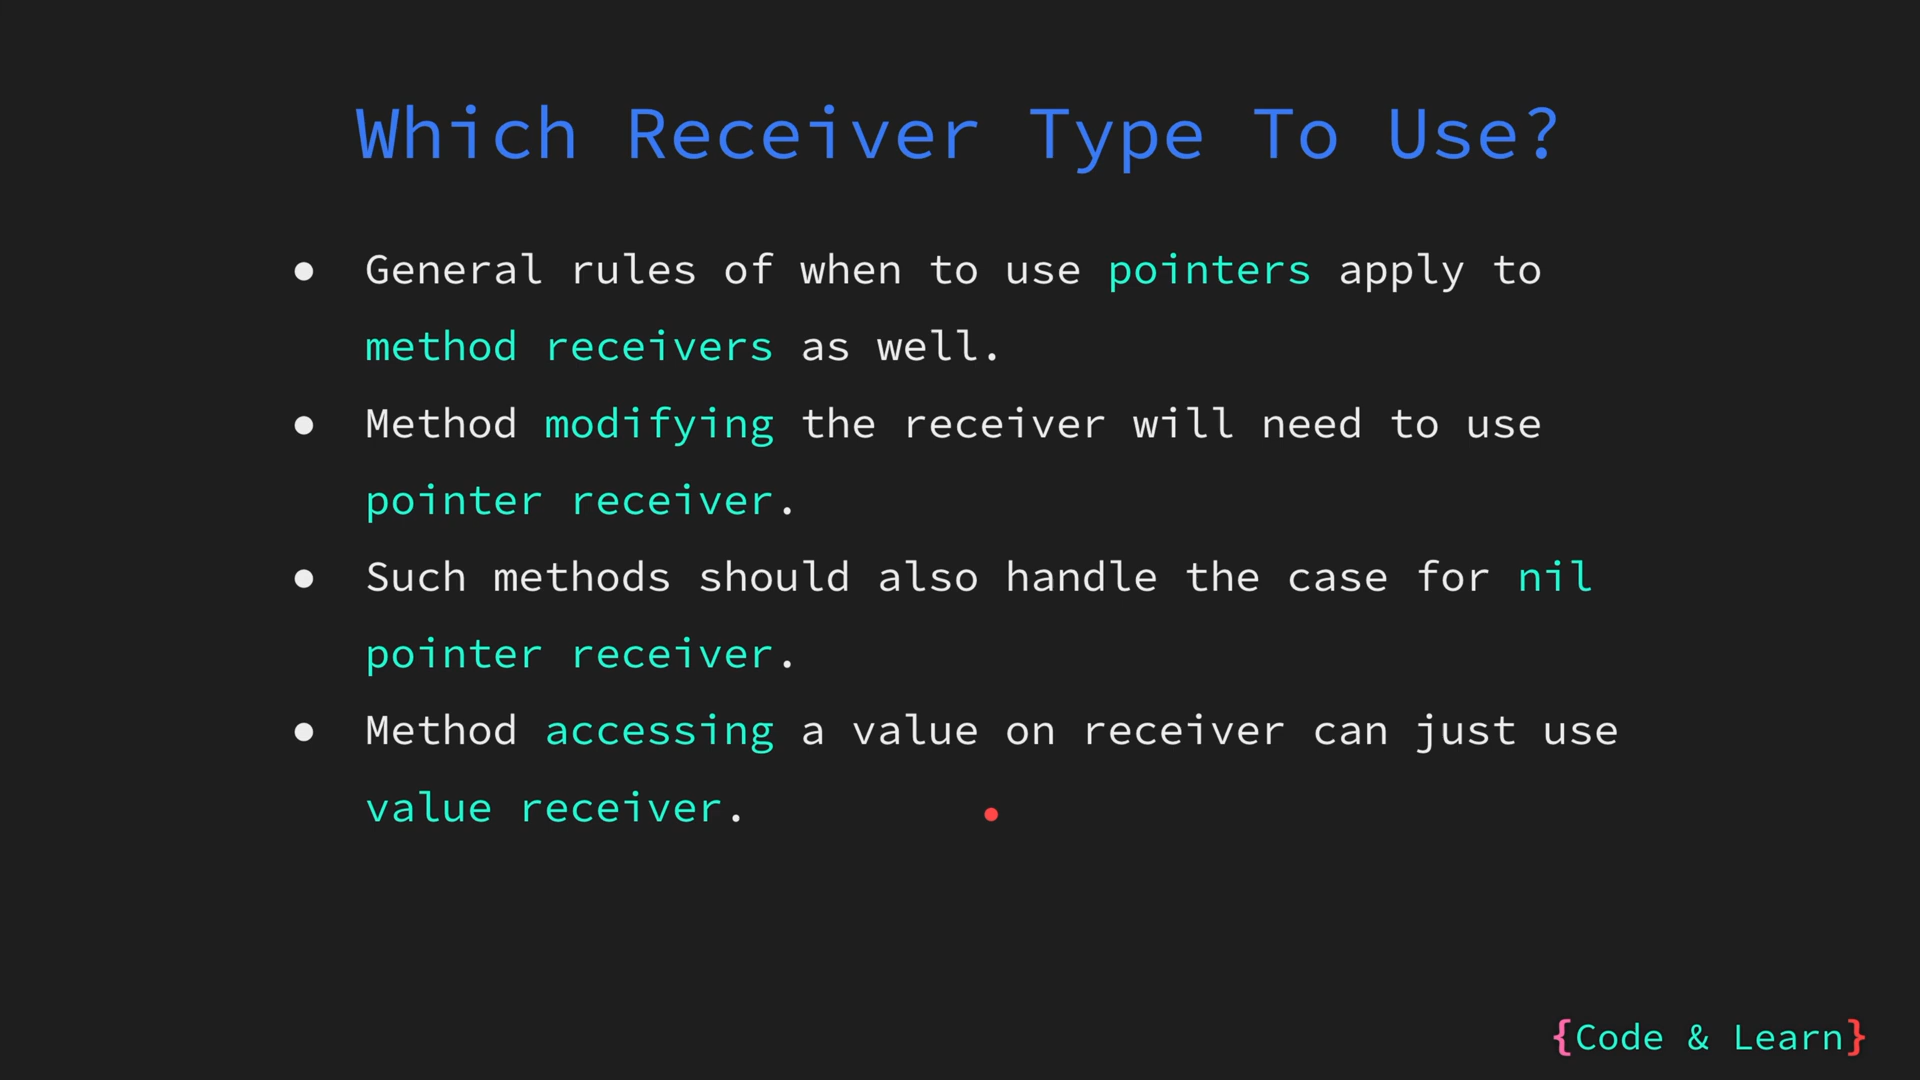 Which Receiver Type To Use?
● General rules of when to use pointers apply to
method receivers as well.
● Method modifying the receiver will need to use
pointer receiver.
● Such methods should also handle the case for nil
pointer receiver.
● Method accessing a value on receiver can just use
value receiver.
{Code & Learn}